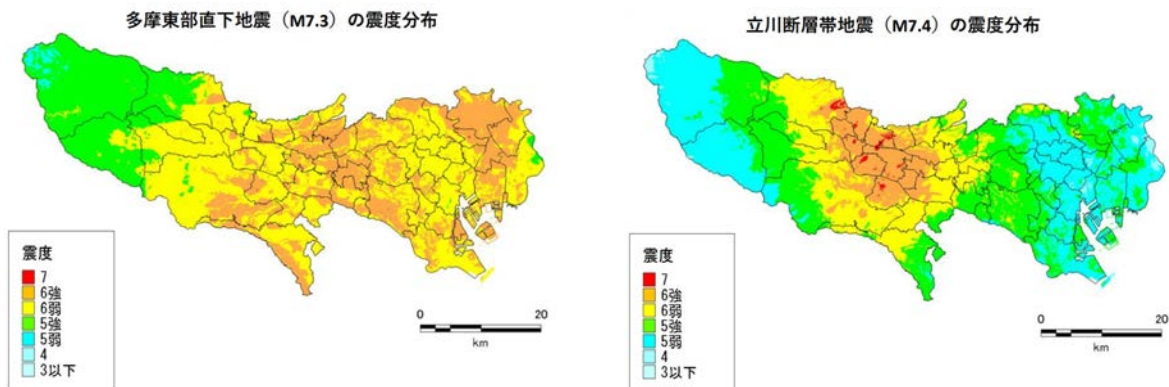 多摩東部直下地震（M7.3）の震度分布
震度
7
6強
6弱
5強
5弱
4
3以下
0 20
km
立川断層帯地震（M7.4）の震度分布
震度
7
6強
6弱
5強
5弱
4
3以下
0 20
km